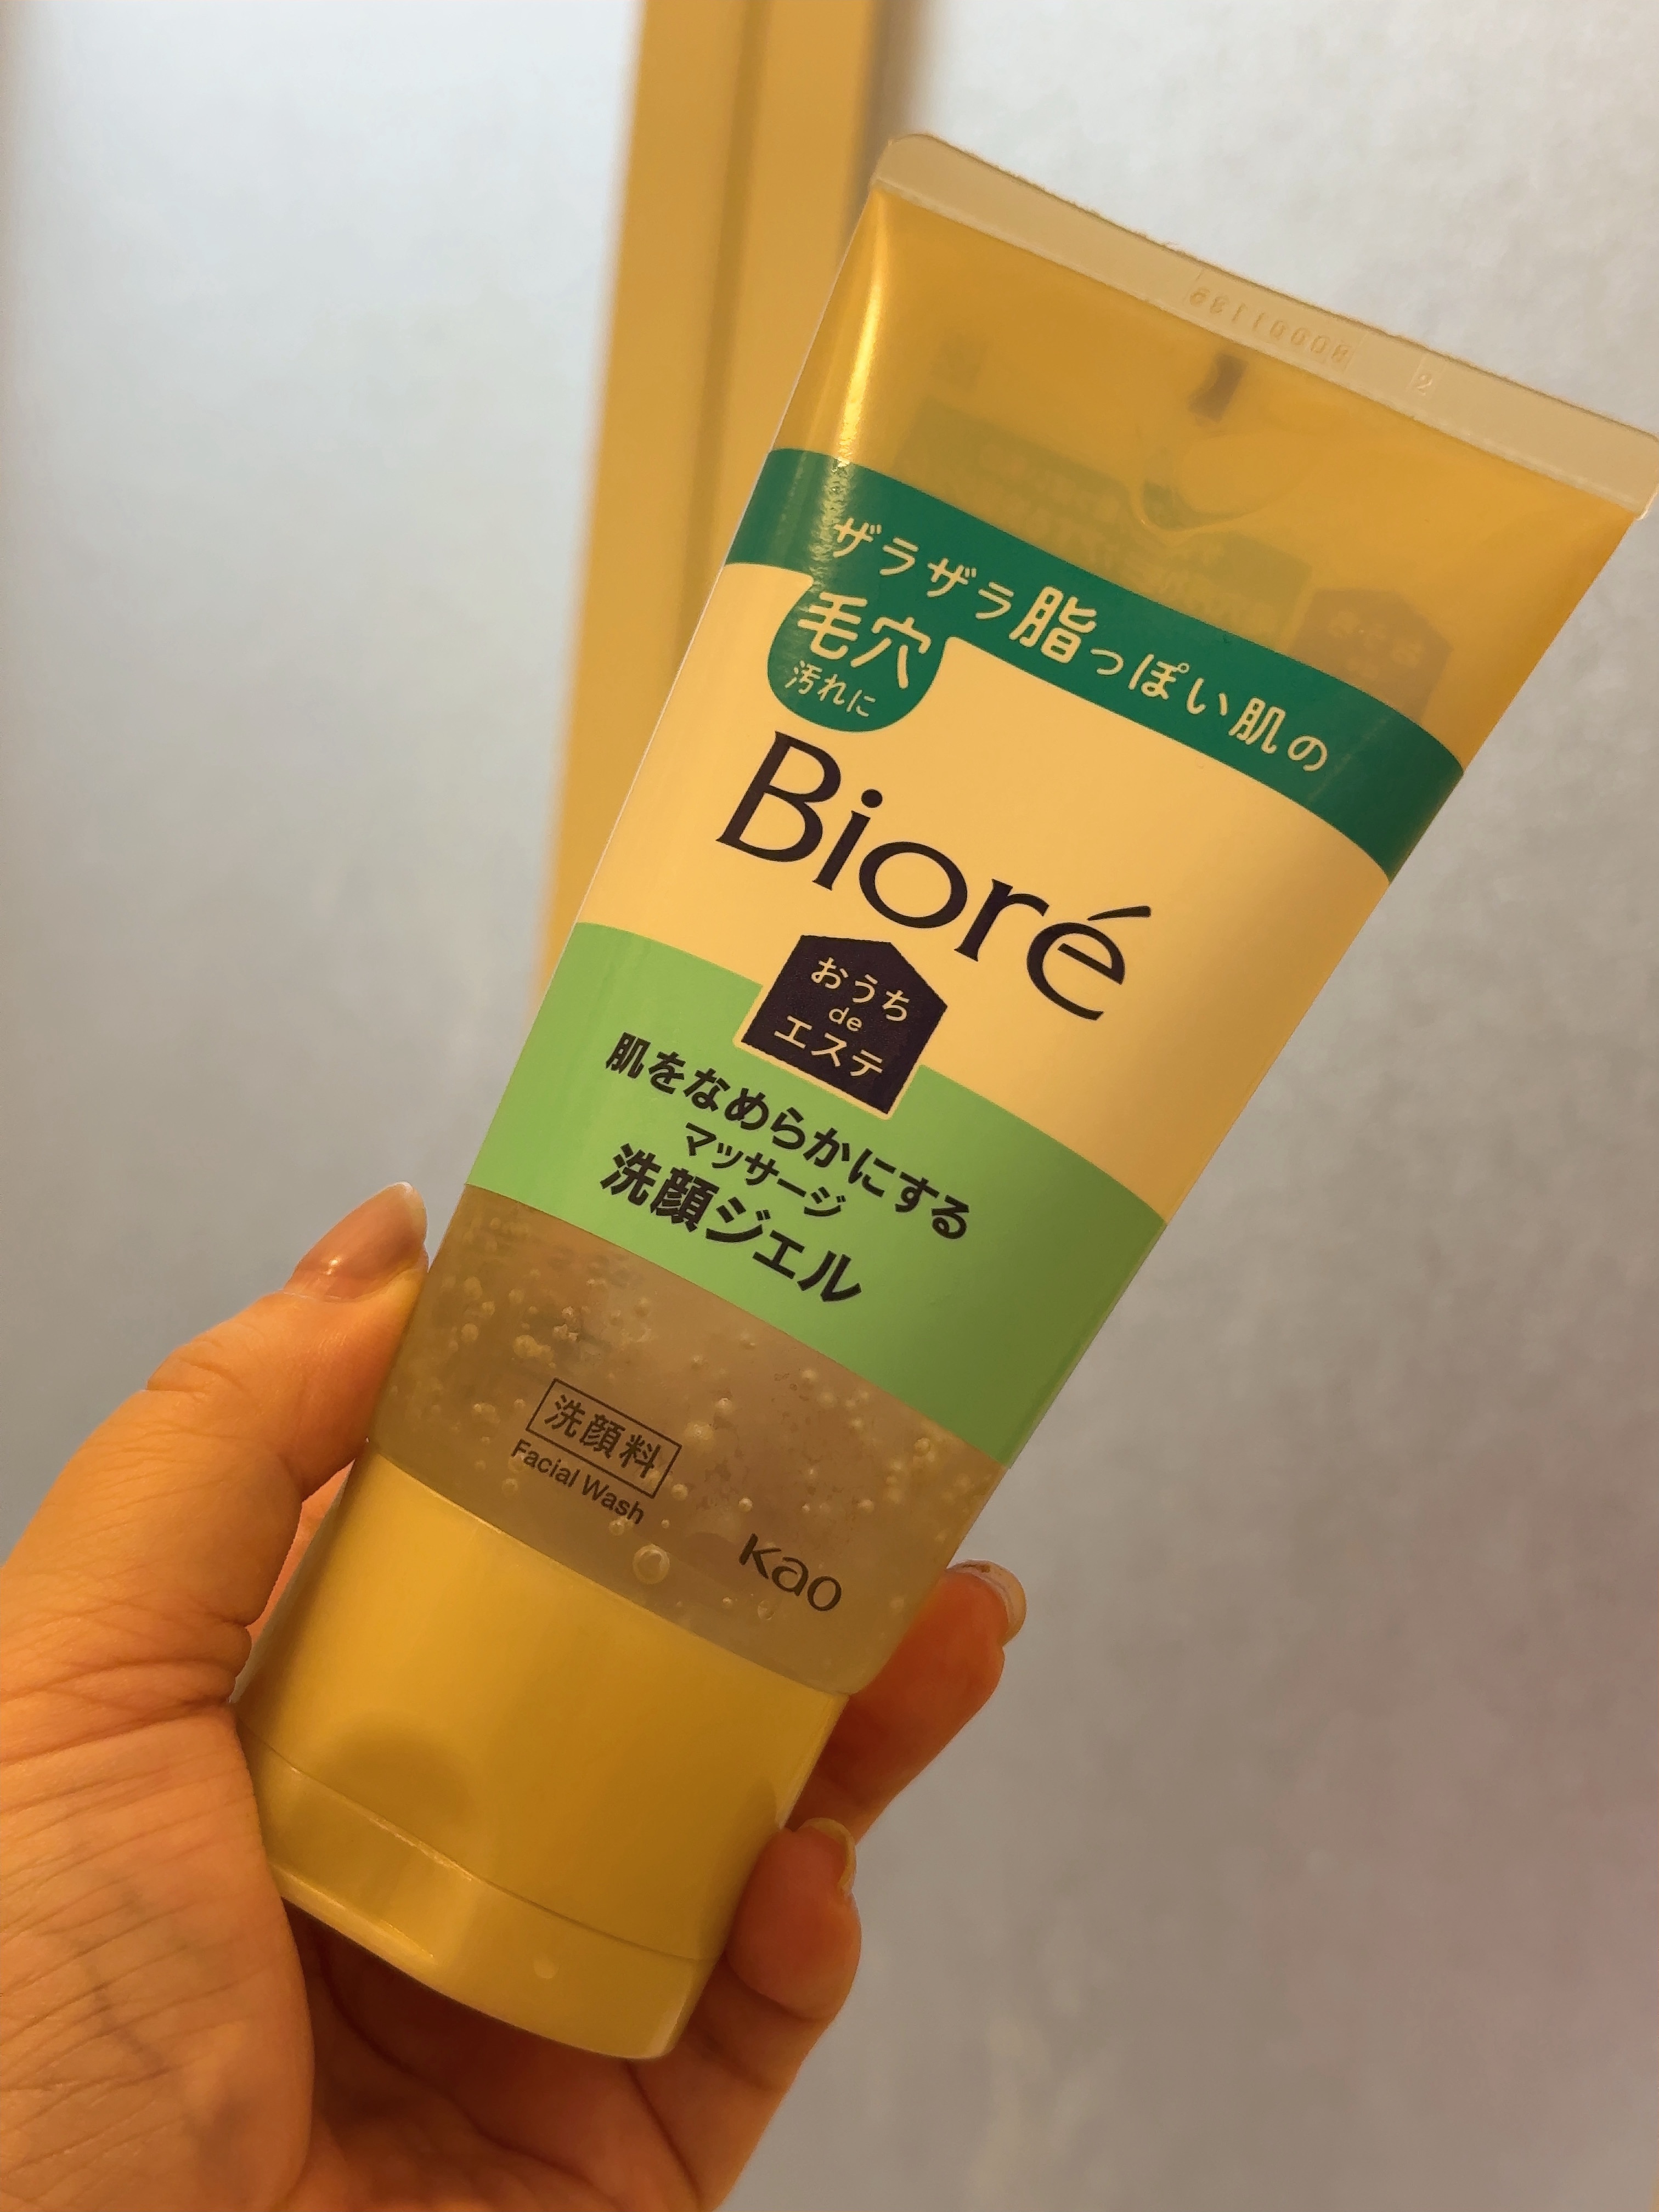 ザラザラ脂っぽい肌の
毛穴
汚れに
Bioré
おうち
de
エステ
肌をなめらかにする
マッサージ
洗顔ジェル
洗顔料
Facial Wash
Kao